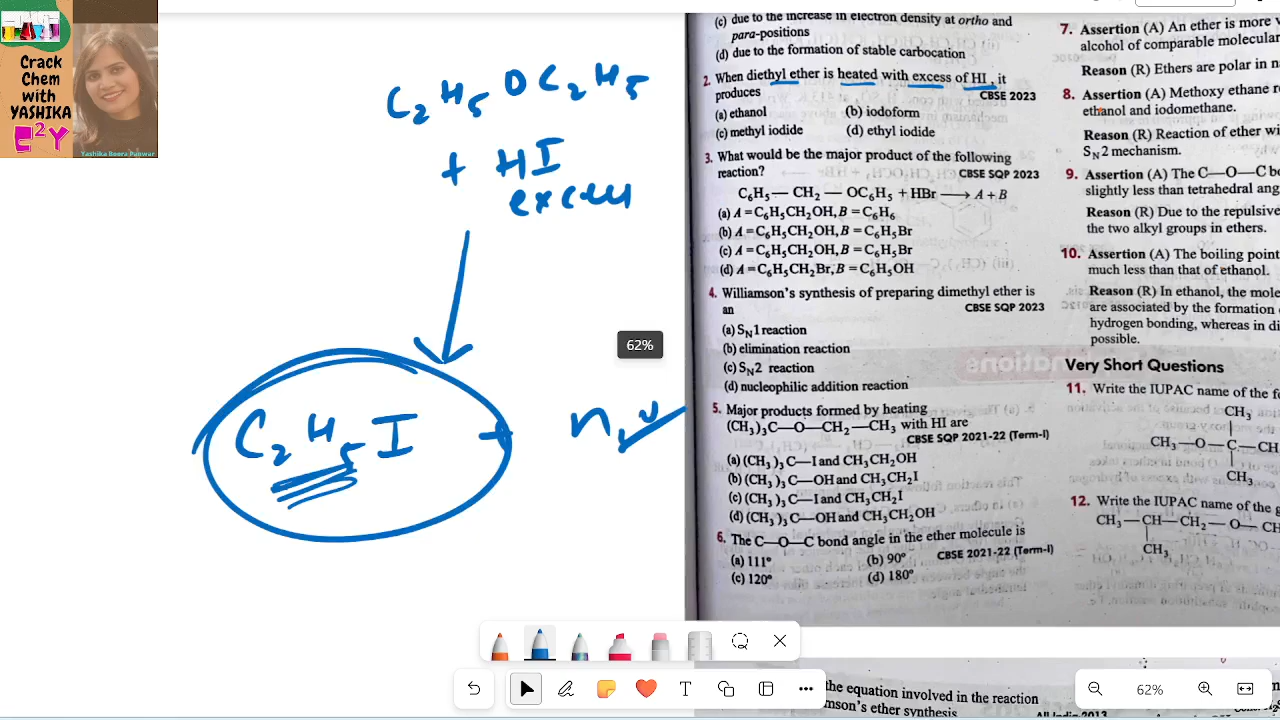 Crack
Chem
with
YASHIKA
E2Y
Yashika Boora Punwar
C2H5OC2H5
+ HI
excess
C2H5I
62%
(c) due to the increase in electron density at ortho and
para-positions
(d) due to the formation of stable carbocation
2. When diethyl ether is heated with excess of HI, it
produces CBSE 2023
(a) ethanol (b) iodoform
(c) methyl iodide (d) ethyl iodide
3. What would be the major product of the following
reaction? CBSE SQP 2023
C6H5—CH2—OC6H5 + HBr ⟶ A + B
(a) A = C6H5CH2OH, B = C6H6
(b) A = C6H5CH2OH, B = C6H5Br
(c) A = C6H5CH2OH, B = C6H5Br
(d) A = C6H5CH2Br, B = C6H5OH
4. Williamson's synthesis of preparing dimethyl ether is
an CBSE SQP 2023
(a) SN1 reaction
(b) elimination reaction
(c) SN2 reaction
(d) nucleophilic addition reaction
5. Major products formed by heating
(CH3)3C—O—CH2—CH3 with HI are
CBSE SQP 2021-22 (Term-I)
(a) (CH3)3C—I and CH3CH2OH
(b) (CH3)3C—OH and CH3CH2I
(c) (CH3)3C—I and CH3CH2I
(d) (CH3)3C—OH and CH3CH2OH
6. The C—O—C bond angle in the ether molecule is
CBSE 2021-22 (Term-I)
(a) 111° (b) 90°
(c) 120° (d) 180°
7. Assertion (A) An ether is more
alcohol of comparable molecular
Reason (R) Ethers are polar in
8. Assertion (A) Methoxy ethane
ethanol and iodomethane.
Reason (R) Reaction of ether
SN2 mechanism.
9. Assertion (A) The C—O—C
slightly less than tetrahedral
Reason (R) Due to the repulsive
the two alkyl groups in ethers.
10. Assertion (A) The boiling point
much less than that of ethanol.
Reason (R) In ethanol, the
are associated by the formation
hydrogen bonding, whereas in
possible.
Very Short Questions
11. Write the IUPAC name of the
CH3
CH3—O—C—CH
CH3
12. Write the IUPAC name of the
CH3—CH—CH2—O—
CH3
the equation involved in the reaction
ether synthesis
All India 2013
62%